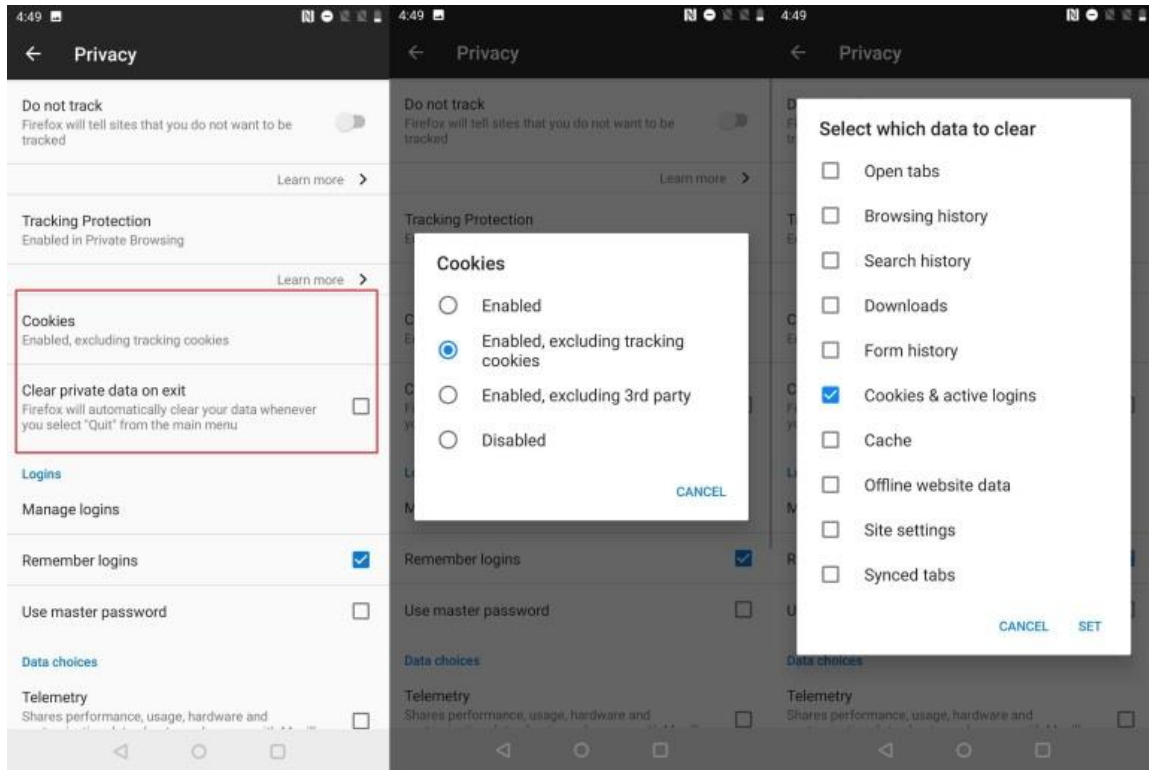 4:49
Privacy
Do not track
Firefox will tell sites that you do not want to be
tracked
Learn more
Tracking Protection
Enabled in Private Browsing
Learn more
Cookies
Enabled, excluding tracking cookies
Clear private data on exit
Firefox will automatically clear your data whenever
you select "Quit" from the main menu
Logins
Manage logins
Remember logins
Use master password
Data choices
Telemetry
Shares performance, usage, hardware and
4:49
Privacy
Do not track
Firefox will tell sites that you do not want to be
tracked
Learn more
Tracking Protection
Cookies
Enabled
Enabled, excluding tracking
cookies
Enabled, excluding 3rd party
Disabled
CANCEL
Remember logins
Use master password
Data choices
Telemetry
Shares performance, usage, hardware and
4:49
Privacy
Select which data to clear
Open tabs
Browsing history
Search history
Downloads
Form history
Cookies & active logins
Cache
Offline website data
Site settings
Synced tabs
CANCEL SET
Data choices
Telemetry
Shares performance, usage, hardware and